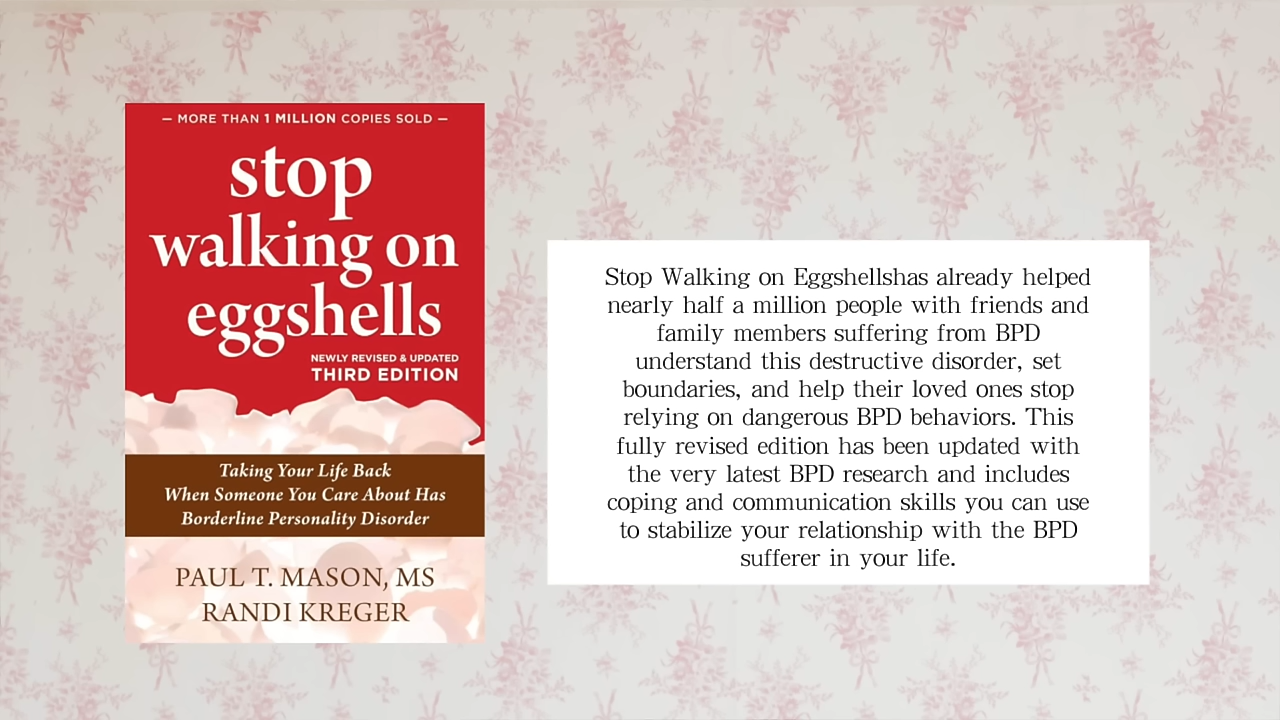 — MORE THAN 1 MILLION COPIES SOLD —
stop
walking on
eggshells
NEWLY REVISED & UPDATED
THIRD EDITION
Taking Your Life Back
When Someone You Care About Has
Borderline Personality Disorder
PAUL T. MASON, MS
RANDI KREGER
Stop Walking on Eggshellshas already helped
nearly half a million people with friends and
family members suffering from BPD
understand this destructive disorder, set
boundaries, and help their loved ones stop
relying on dangerous BPD behaviors. This
fully revised edition has been updated with
the very latest BPD research and includes
coping and communication skills you can use
to stabilize your relationship with the BPD
sufferer in your life.